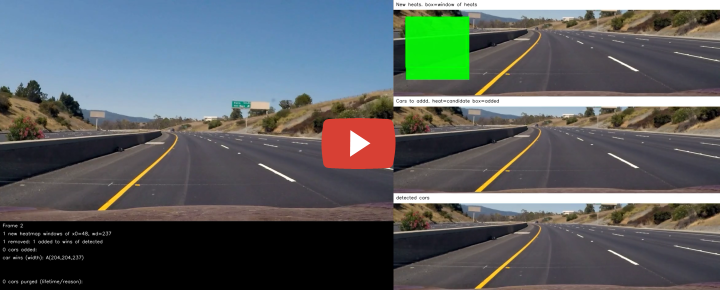 Frame 2
1 new heatmap windows of x0=48, wd=237
1 removed: 1 added to wins of detected
0 cars added:
car wins (width): A(204,204,237)
0 cars purged (lifetime/reason):
New heats, box=window of heats
Cars to addd, heat=candidate box=added
detected cars